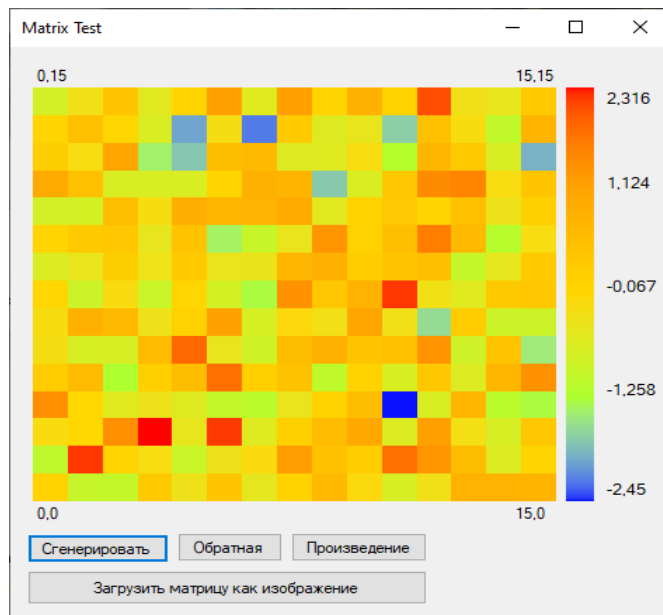 Matrix Test
0,15 15,15
2,316
1,124
-0,067
-1,258
-2,45
0,0 15,0
Сгенерировать Обратная Произведение
Загрузить матрицу как изображение